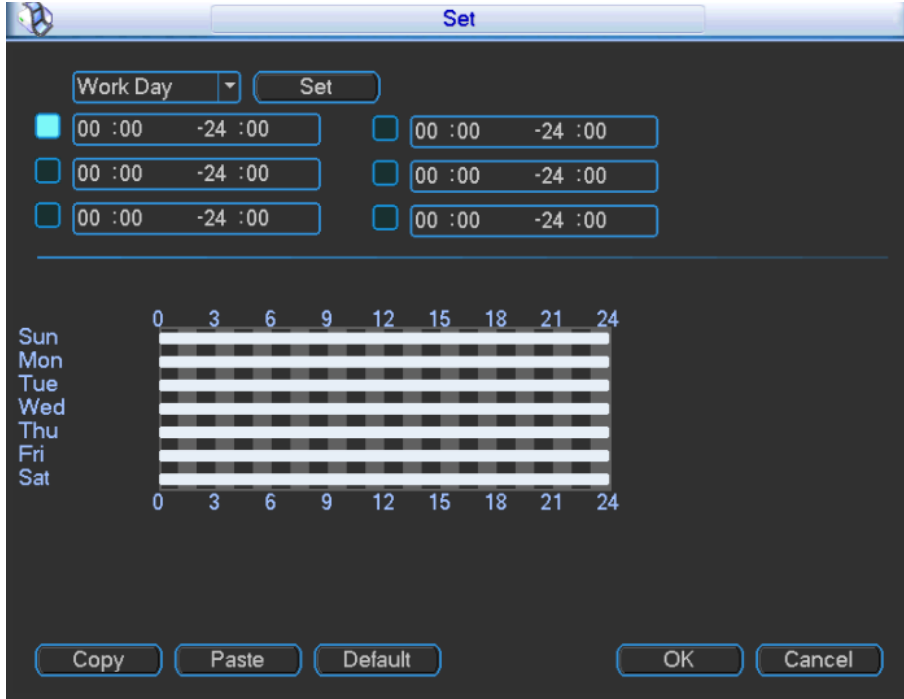 Set
Work Day Set
00 :00 -24 :00 00 :00 -24 :00
00 :00 -24 :00 00 :00 -24 :00
00 :00 -24 :00 00 :00 -24 :00
0 3 6 9 12 15 18 21 24
Sun
Mon
Tue
Wed
Thu
Fri
Sat
0 3 6 9 12 15 18 21 24
Copy Paste Default OK Cancel